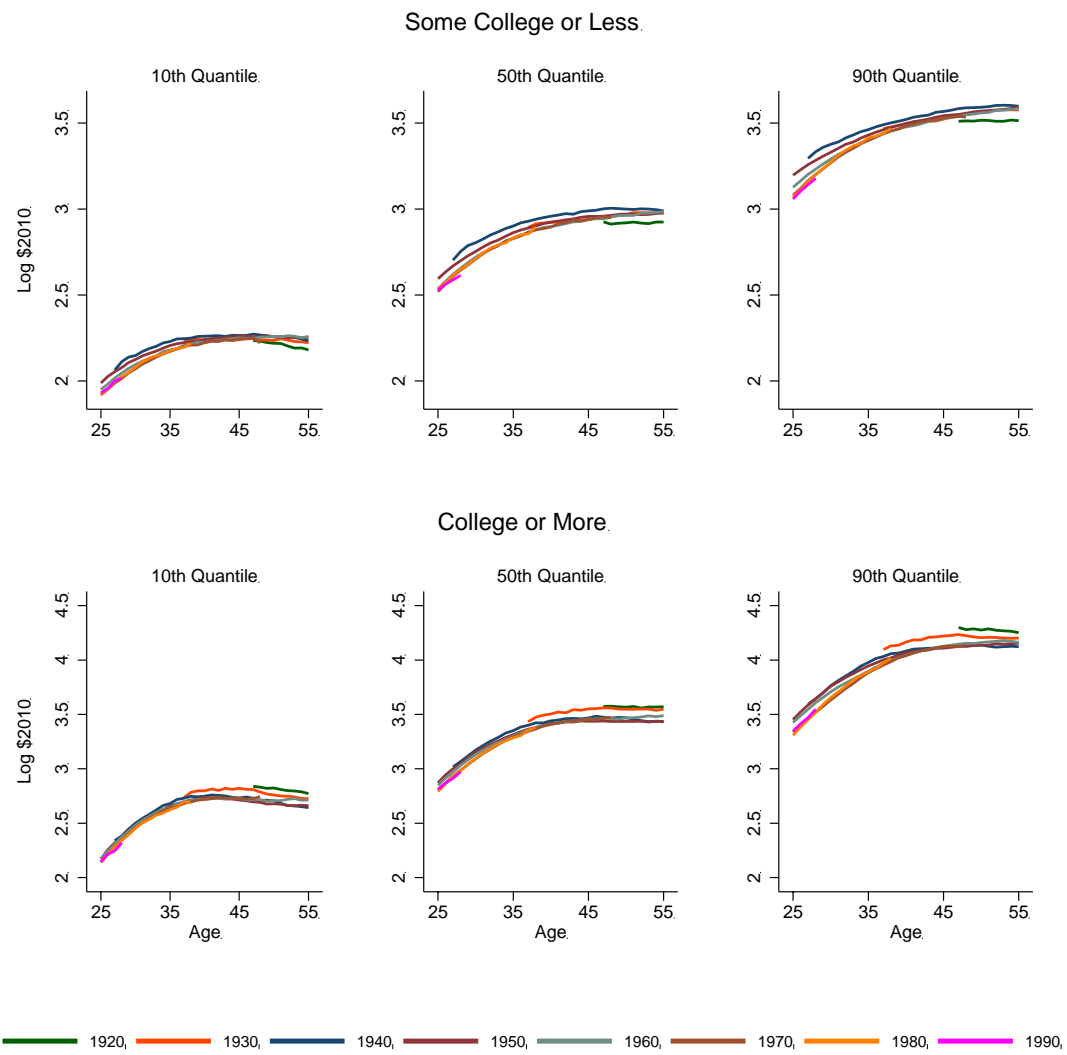 Some College or Less.
10th Quantile. 50th Quantile. 90th Quantile.
Log $2010.
3.5.
3.
2.5.
2.
3.5.
3.
2.5.
2.
3.5.
3.
2.5.
2.
25 35 45 55.
25 35 45 55.
25 35 45 55.
College or More.
10th Quantile. 50th Quantile. 90th Quantile.
Log $2010.
4.5.
4.
3.5.
3.
2.5.
2.
4.5.
4.
3.5.
3.
2.5.
2.
4.5.
4.
3.5.
3.
2.5.
2.
25 35 45 55.
25 35 45 55.
25 35 45 55.
Age. Age. Age.
1920, 1930, 1940, 1950, 1960, 1970, 1980, 1990,